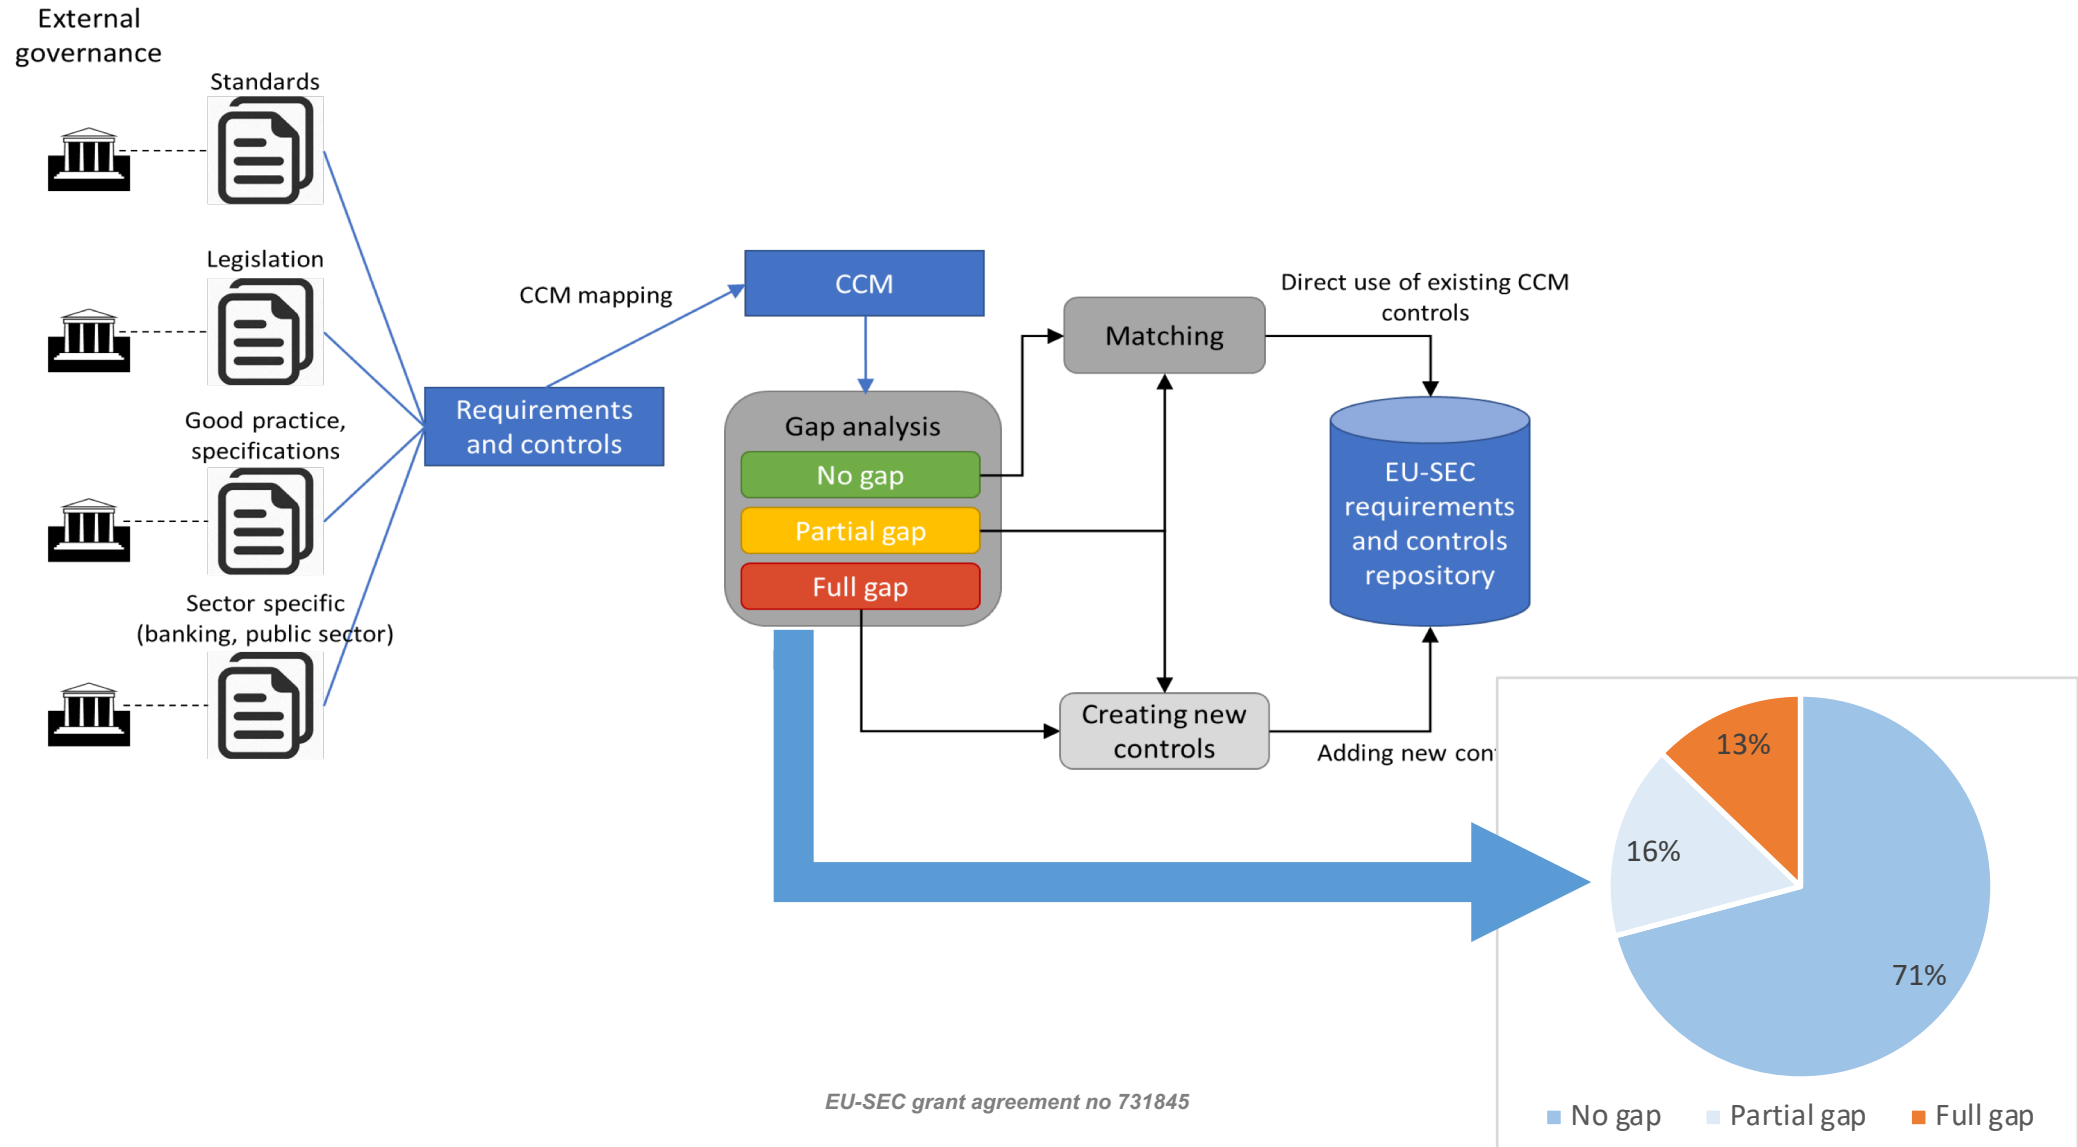 External
governance
Standards
Legislation
Good practice,
specifications
Sector specific
(banking, public sector)
Requirements
and controls
CCM mapping
CCM
Gap analysis
No gap
Partial gap
Full gap
Matching
Creating new
controls
Direct use of existing CCM
controls
EU-SEC
requirements
and controls
repository
Adding new
13%
16%
71%
No gap
Partial gap
Full gap
EU-SEC grant agreement no 731845